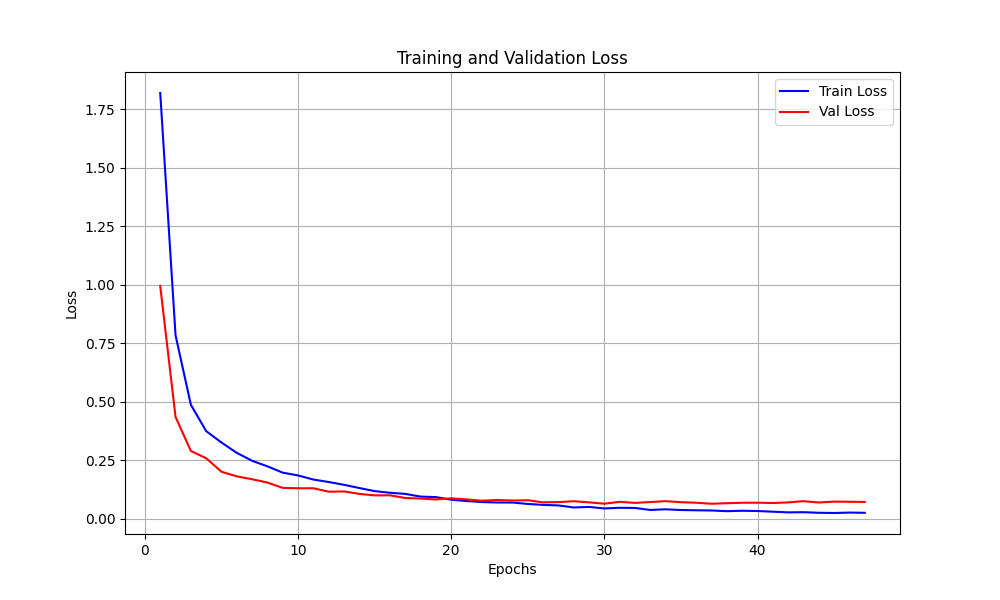 Training and Validation Loss
Train Loss
Val Loss
1.75
1.50
1.25
1.00
0.75
0.50
0.25
0.00
Loss
0 10 20 30 40
Epochs